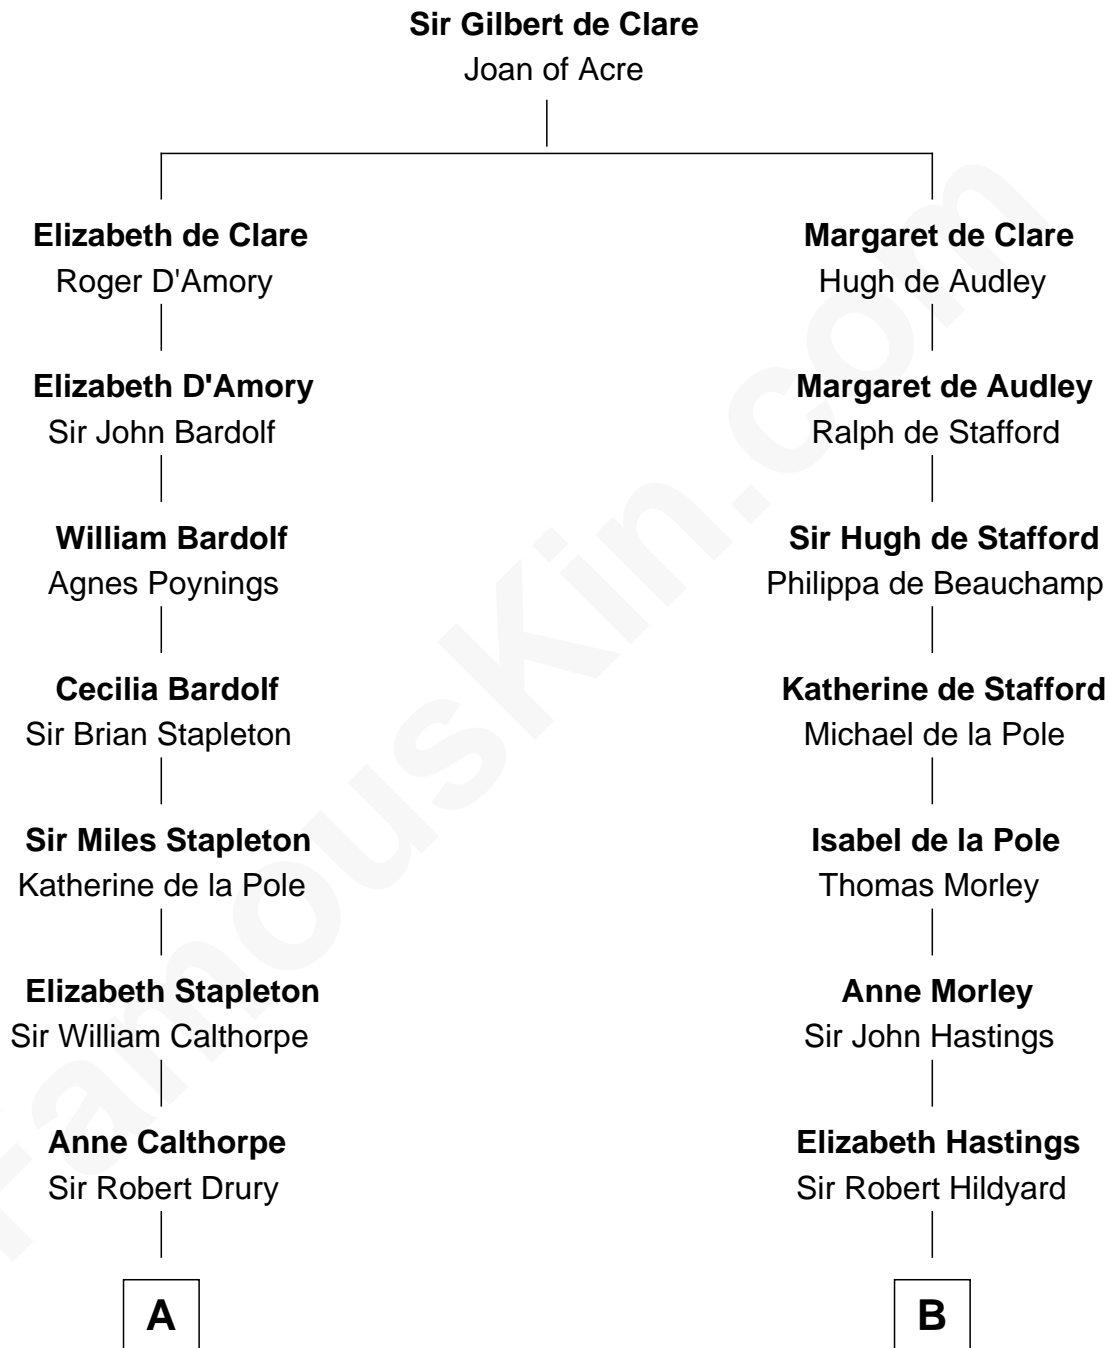 Sir Gilbert de Clare
Joan of Acre
Elizabeth de Clare
Roger D'Amory
Margaret de Clare
Hugh de Audley
Elizabeth D'Amory
Sir John Bardolf
Margaret de Audley
Ralph de Stafford
William Bardolf
Agnes Poynings
Sir Hugh de Stafford
Philippa de Beauchamp
Cecilia Bardolf
Sir Brian Stapleton
Katherine de Stafford
Michael de la Pole
Sir Miles Stapleton
Katherine de la Pole
Isabel de la Pole
Thomas Morley
Elizabeth Stapleton
Sir William Calthorpe
Anne Morley
Sir John Hastings
Anne Calthorpe
Sir Robert Drury
Elizabeth Hastings
Sir Robert Hildyard
A
B
FamousKin.com